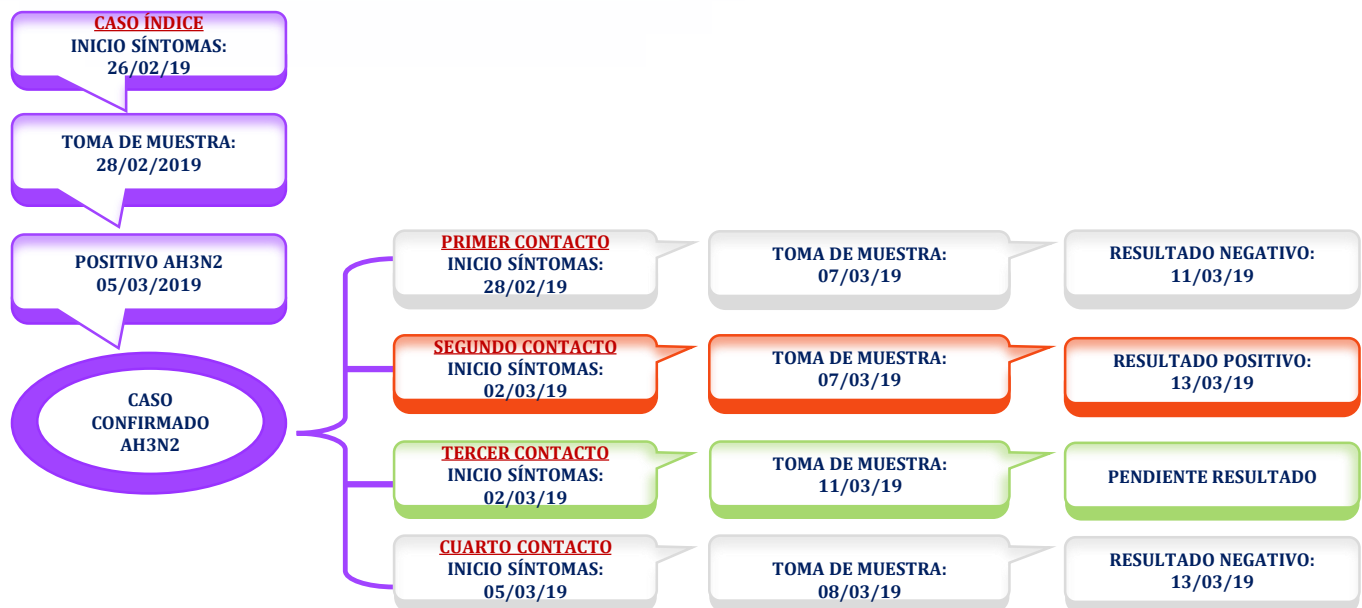 CASO ÍNDICE
INICIO SÍNTOMAS:
26/02/19
TOMA DE MUESTRA:
28/02/2019
POSITIVO AH3N2
05/03/2019
CASO
CONFIRMADO
AH3N2
PRIMER CONTACTO
INICIO SÍNTOMAS:
28/02/19
TOMA DE MUESTRA:
07/03/19
RESULTADO NEGATIVO:
11/03/19
SEGUNDO CONTACTO
INICIO SÍNTOMAS:
02/03/19
TOMA DE MUESTRA:
07/03/19
RESULTADO POSITIVO:
13/03/19
TERCER CONTACTO
INICIO SÍNTOMAS:
02/03/19
TOMA DE MUESTRA:
11/03/19
PENDIENTE RESULTADO
CUARTO CONTACTO
INICIO SÍNTOMAS:
05/03/19
TOMA DE MUESTRA:
08/03/19
RESULTADO NEGATIVO:
13/03/19